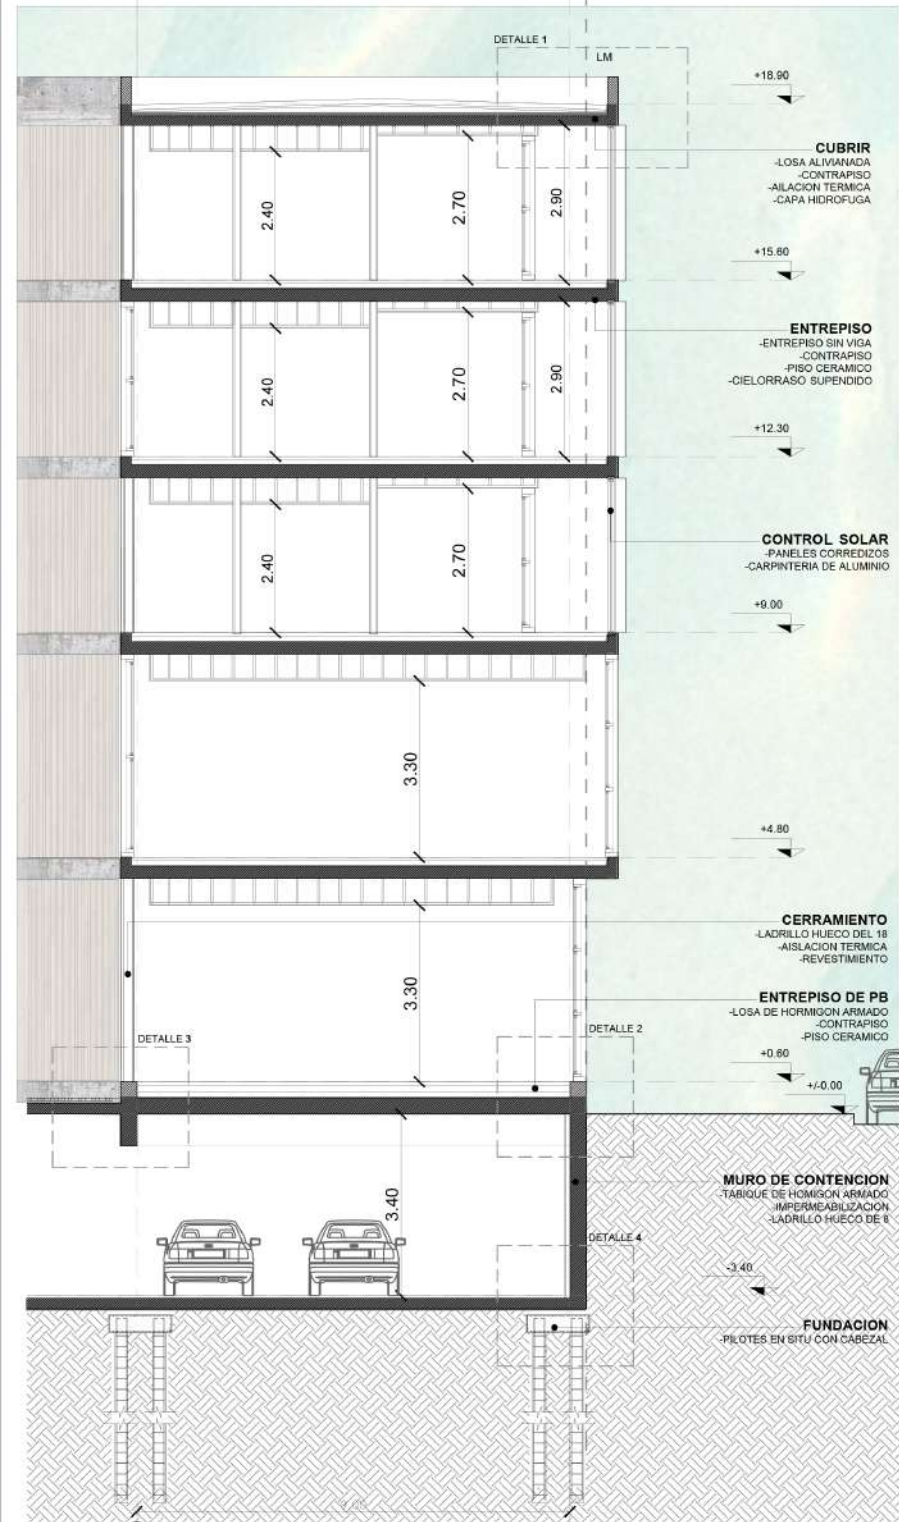 DETALLE 1
LM
+18.90
CUBRIR
-LOSA ALIVIANADA
-CONTRAPISO
-AILACION TERMICA
-CAPA HIDROFUGA
2.40
2.70
2.90
+15.60
ENTREPISO
-ENTREPISO SIN VIGA
-CONTRAPISO
-PISO CERAMICO
-CIELORRASO SUPENDIDO
2.40
2.70
2.90
+12.30
CONTROL SOLAR
-PANELES CORREDIZOS
-CARPINTERIA DE ALUMINIO
2.40
2.70
+9.00
3.30
+4.80
CERRAMIENTO
-LADRILLO HUECO DEL 18
-AISLACION TERMICA
-REVESTIMIENTO
3.30
ENTREPISO DE PB
-LOSA DE HORMIGON ARMADO
-CONTRAPISO
-PISO CERAMICO
DETALLE 3
DETALLE 2
+0.60
+/-0.00
MURO DE CONTENCION
-TABIQUE DE HOMIGON ARMADO
-IMPERMEABILIZACION
-LADRILLO HUECO DE 8
3.40
DETALLE 4
-3.40
FUNDACION
-PILOTES EN SITU CON CABEZAL
9.00